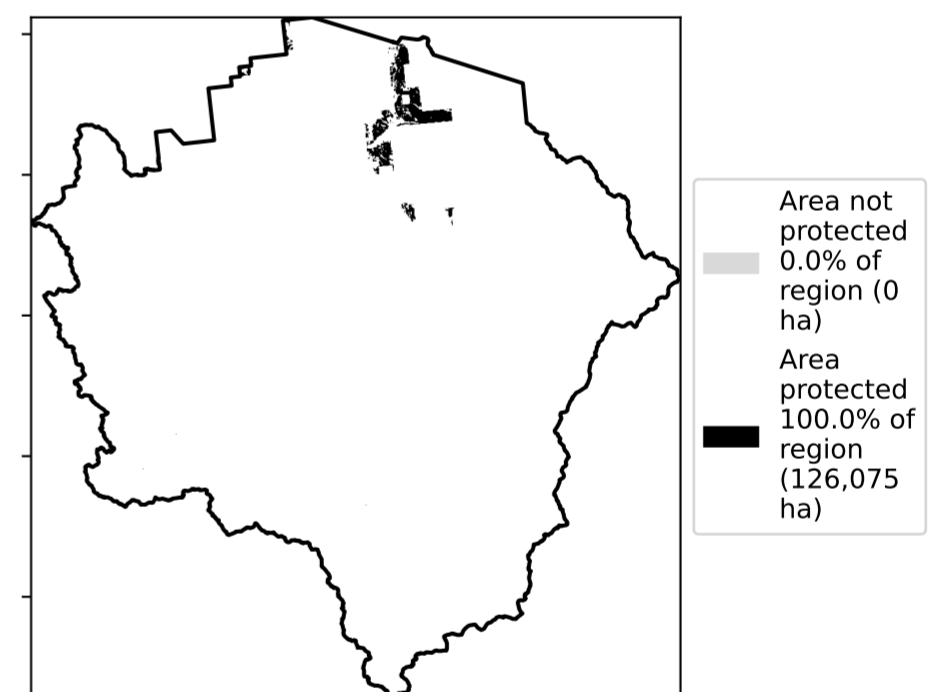 Area not
protected
0.0% of
region (0
ha)
Area
protected
100.0% of
region
(126,075
ha)